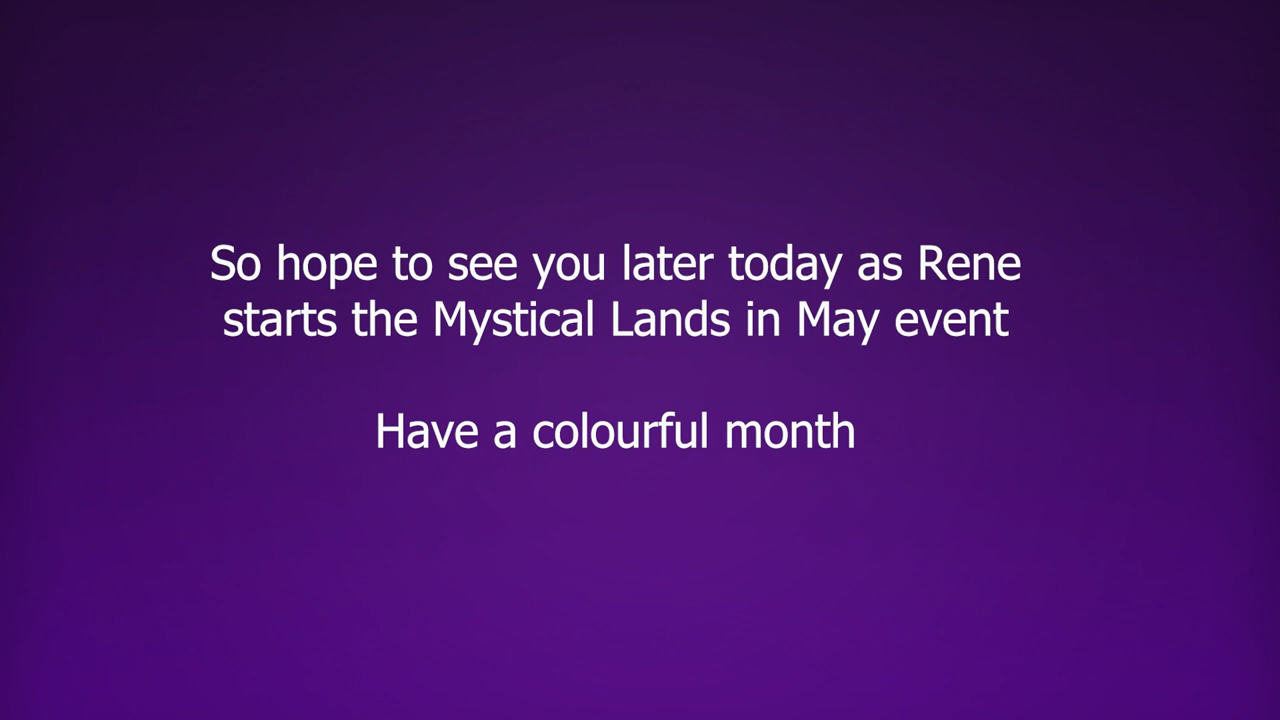 So hope to see you later today as Rene
starts the Mystical Lands in May event
Have a colourful month